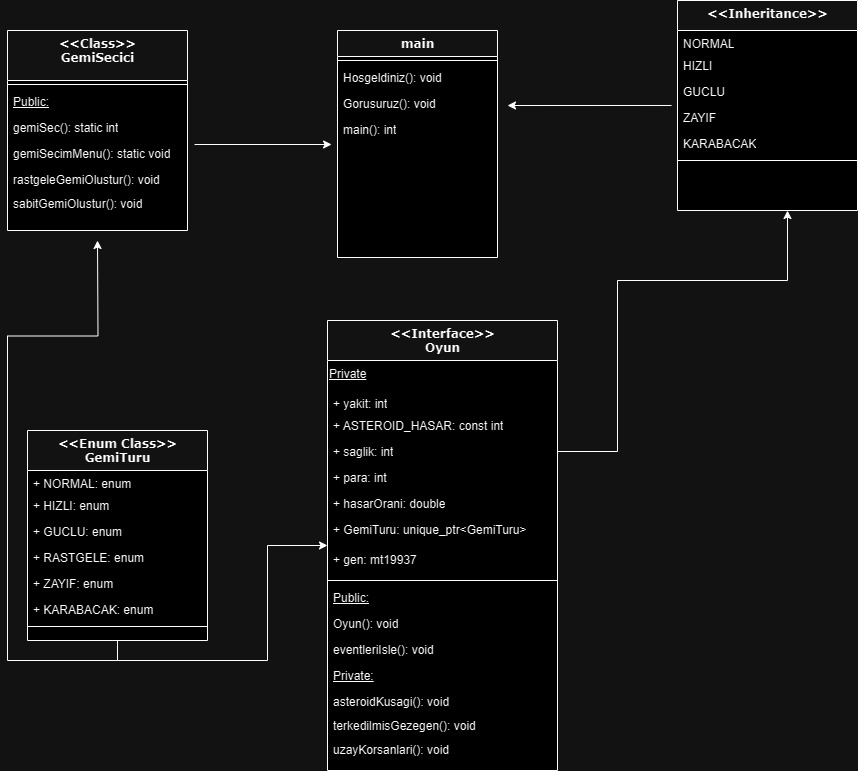 <<Class>>
GemiSecici
Public:
gemiSec(): static int
gemiSecimMenu(): static void
rastgeleGemiOlustur(): void
sabitGemiOlustur(): void
main
Hosgeldiniz(): void
Gorusuruz(): void
main(): int
<<Inheritance>>
NORMAL
HIZLI
GUCLU
ZAYIF
KARABACAK
<<Enum Class>>
GemiTuru
+ NORMAL: enum
+ HIZLI: enum
+ GUCLU: enum
+ RASTGELE: enum
+ ZAYIF: enum
+ KARABACAK: enum
<<Interface>>
Oyun
Private
+ yakit: int
+ ASTEROID_HASAR: const int
+ saglik: int
+ para: int
+ hasarOrani: double
+ GemiTuru: unique_ptr<GemiTuru>
+ gen: mt19937
Public:
Oyun(): void
eventleriIsle(): void
Private:
asteroidKusagi(): void
terkedilmisGezegen(): void
uzayKorsanlari(): void